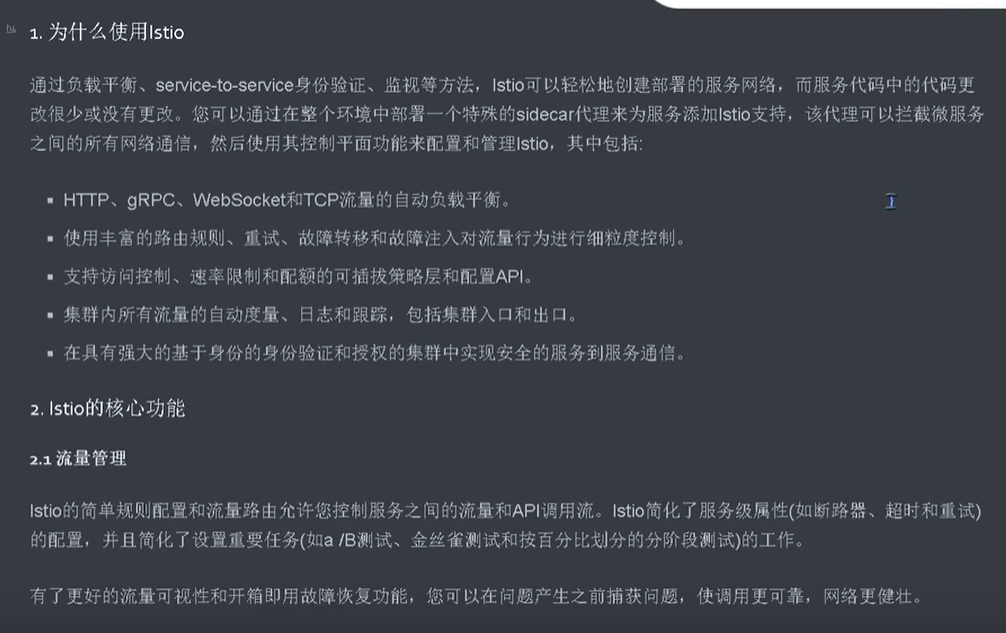 1. 为什么使用Istio
通过负载平衡、service-to-service身份验证、监视等方法，Istio可以轻松地创建部署的服务网络，而服务代码中的代码更
改很少或没有更改。您可以通过在整个环境中部署一个特殊的sidecar代理来为服务添加Istio支持，该代理可以拦截微服务
之间的所有网络通信，然后使用其控制平面功能来配置和管理Istio，其中包括:
▪ HTTP、gRPC、WebSocket和TCP流量的自动负载平衡。
▪ 使用丰富的路由规则、重试、故障转移和故障注入对流量行为进行细粒度控制。
▪ 支持访问控制、速率限制和配额的可插拔策略层和配置API。
▪ 集群内所有流量的自动度量、日志和跟踪，包括集群入口和出口。
▪ 在具有强大的基于身份的身份验证和授权的集群中实现安全的服务到服务通信。
2. Istio的核心功能
2.1 流量管理
Istio的简单规则配置和流量路由允许您控制服务之间的流量和API调用流。Istio简化了服务级属性(如断路器、超时和重试)
的配置，并且简化了设置重要任务(如a /B测试、金丝雀测试和按百分比划分的分阶段测试)的工作。
有了更好的流量可视性和开箱即用故障恢复功能，您可以在问题产生之前捕获问题，使调用更可靠，网络更健壮。